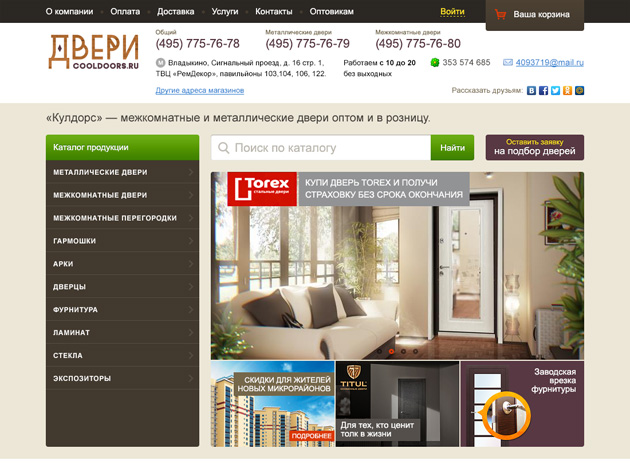 О компании • Оплата • Доставка • Услуги • Контакты • Оптовикам
Войти
Ваша корзина
ДВЕРИ
COOLDOORS.RU
Общий
(495) 775-76-78
Металлические двери
(495) 775-76-79
Межкомнатные двери
(495) 775-76-80
М Владыкино, Сигнальный проезд, д. 16 стр. 1,
ТВЦ «РемДекор», павильйоны 103,104, 106, 122.
Другие адреса магазинов
Работаем с 10 до 20
без выходных
353 574 685
4093719@mail.ru
Рассказать друзьям:
«Кулдорс» — межкомнатные и металлические двери оптом и в розницу.
Каталог продукции
МЕТАЛЛИЧЕСКИЕ ДВЕРИ
МЕЖКОМНАТНЫЕ ДВЕРИ
МЕЖКОМНАТНЫЕ ПЕРЕГОРОДКИ
ГАРМОШКИ
АРКИ
ДВЕРЦЫ
ФУРНИТУРА
ЛАМИНАТ
СТЕКЛА
ЭКСПОЗИТОРЫ
Поиск по каталогу
Найти
Оставить заявку
на подбор дверей
Torex
стальные двери
КУПИ ДВЕРЬ TOREX И ПОЛУЧИ
СТРАХОВКУ БЕЗ СРОКА ОКОНЧАНИЯ
СКИДКИ ДЛЯ ЖИТЕЛЕЙ
НОВЫХ МИКРОРАЙОНОВ
ПОДРОБНЕЕ
TITUL
Для тех, кто ценит
толк в жизни
Заводская
врезка
фурнитуры